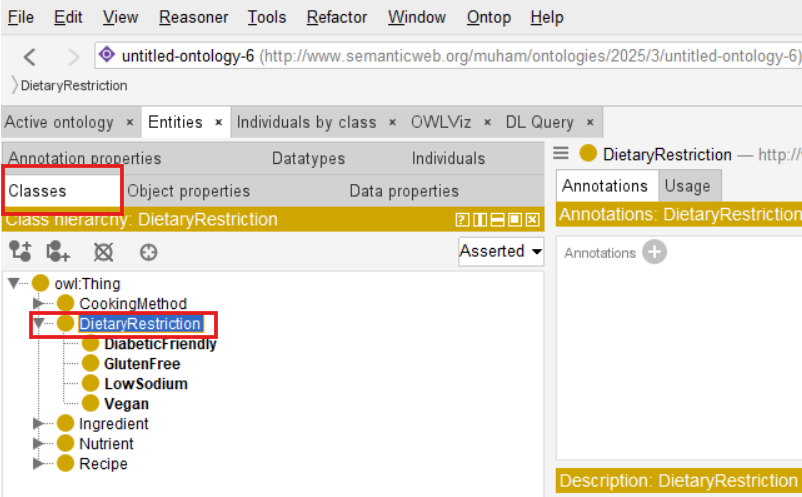 File Edit View Reasoner Tools Refactor Window Ontop Help
untitled-ontology-6 (http://www.semanticweb.org/muham/ontologies/2025/3/untitled-ontology-6)
DietaryRestriction
Active ontology × Entities × Individuals by class × OWLViz × DL Query ×
Annotation properties Datatypes Individuals
Classes Object properties Data properties
Class hierarchy: DietaryRestriction
Asserted
owl:Thing
CookingMethod
DietaryRestriction
DiabeticFriendly
GlutenFree
LowSodium
Vegan
Ingredient
Nutrient
Recipe
DietaryRestriction — http://
Annotations Usage
Annotations: DietaryRestriction
Annotations
Description: DietaryRestriction